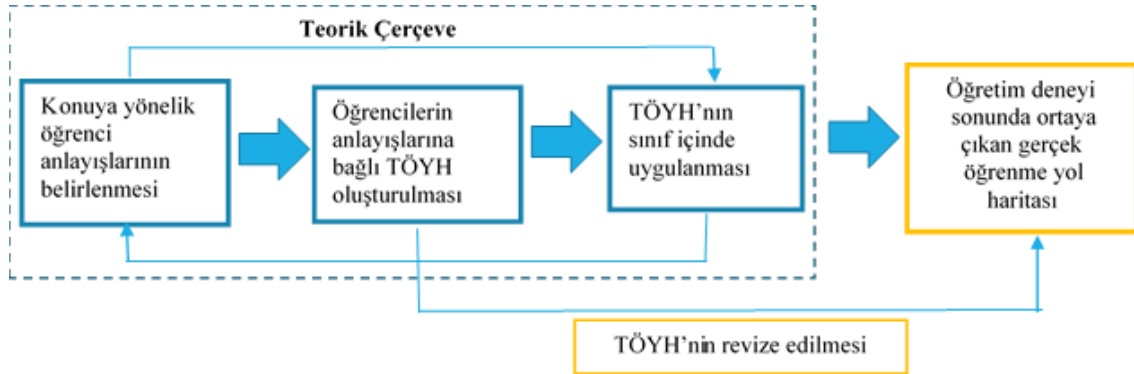 Teorik Çerçeve
Konuya yönelik
öğrenci
anlayışlarının
belirlenmesi
Öğrencilerin
anlayışlarına
bağlı TÖYH
oluşturulması
TÖYH’nın
sınıf içinde
uygulanması
Öğretim deneyi
sonunda ortaya
çıkan gerçek
öğrenme yol
haritası
TÖYH’nin revize edilmesi